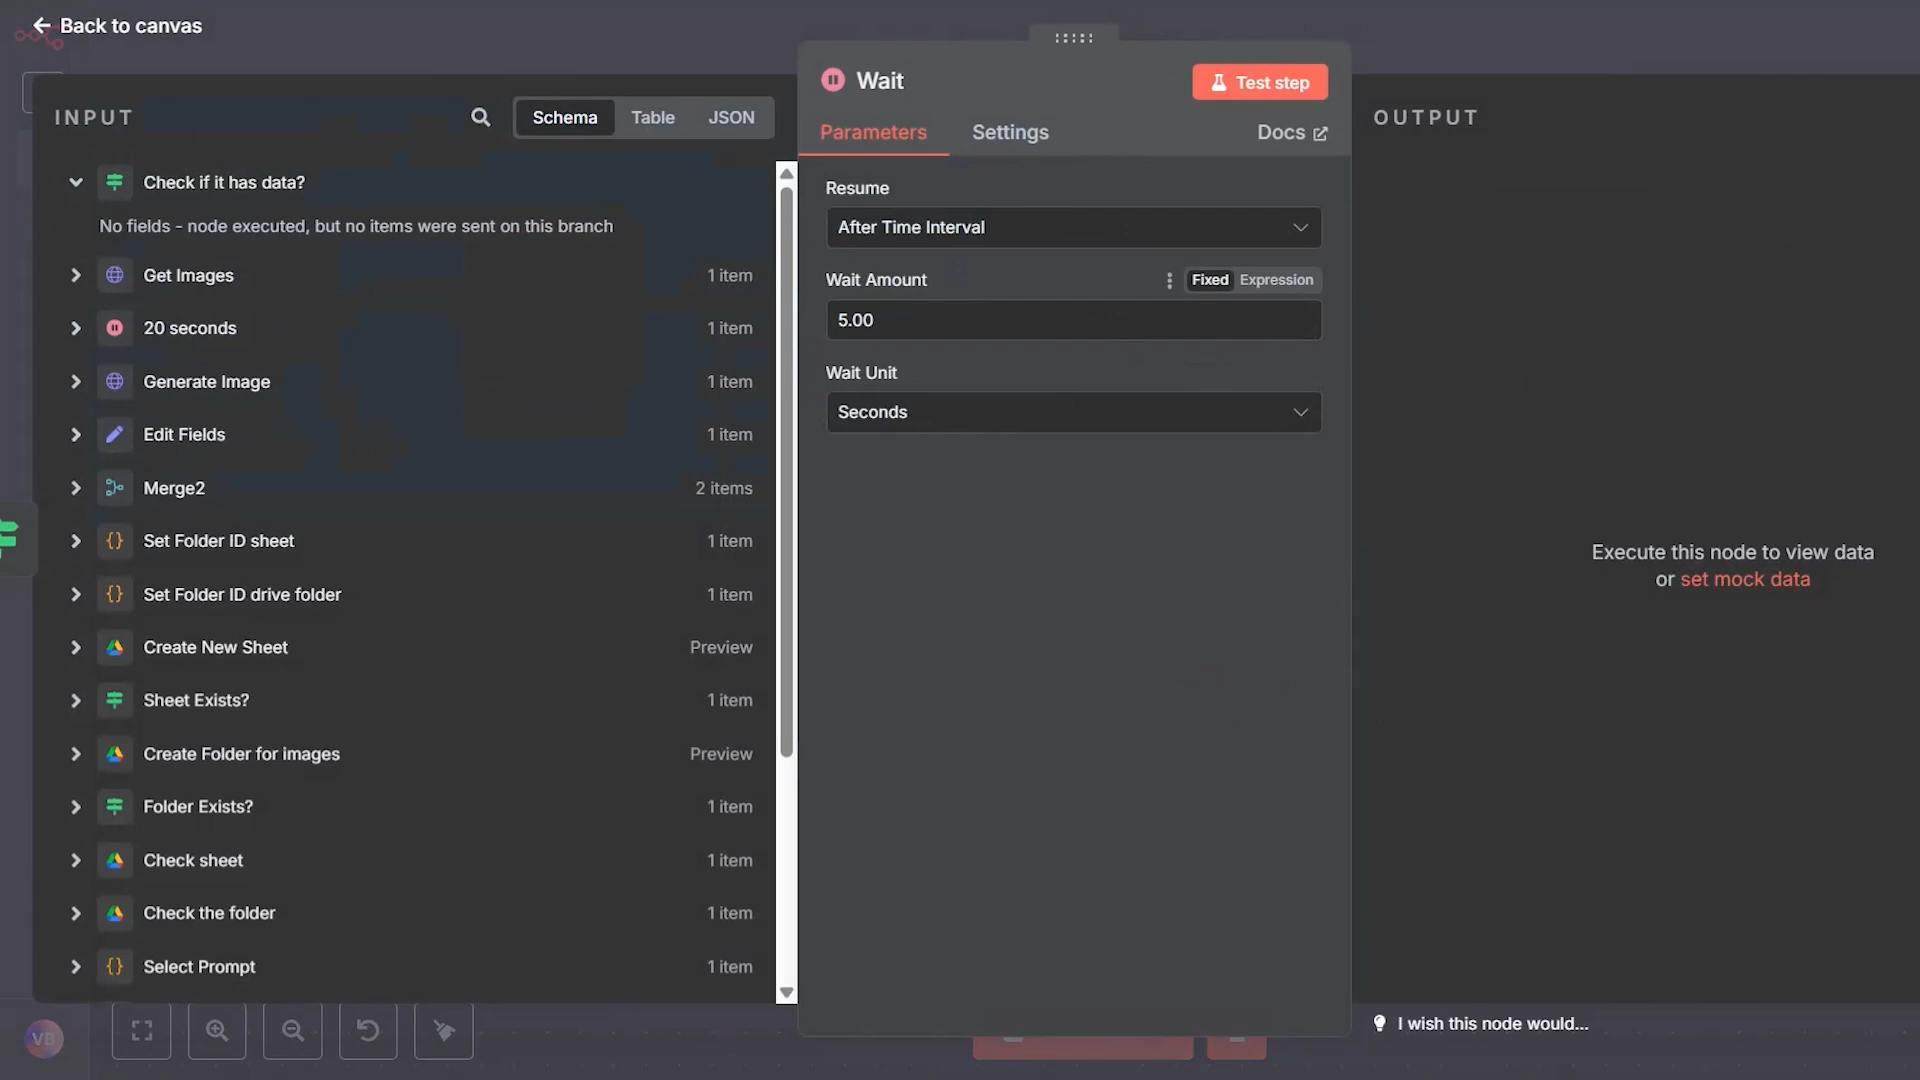 Back to canvas
INPUT
Schema
Table
JSON
Check if it has data?
No fields - node executed, but no items were sent on this branch
Get Images
1 item
20 seconds
1 item
Generate Image
1 item
Edit Fields
1 item
Merge2
2 items
Set Folder ID sheet
1 item
Set Folder ID drive folder
1 item
Create New Sheet
Preview
Sheet Exists?
1 item
Create Folder for images
Preview
Folder Exists?
1 item
Check sheet
1 item
Check the folder
1 item
Select Prompt
1 item
VB
Wait
Test step
Parameters
Settings
Docs
Resume
After Time Interval
Wait Amount
Fixed
Expression
5.00
Wait Unit
Seconds
OUTPUT
Execute this node to view data
or set mock data
I wish this node would...